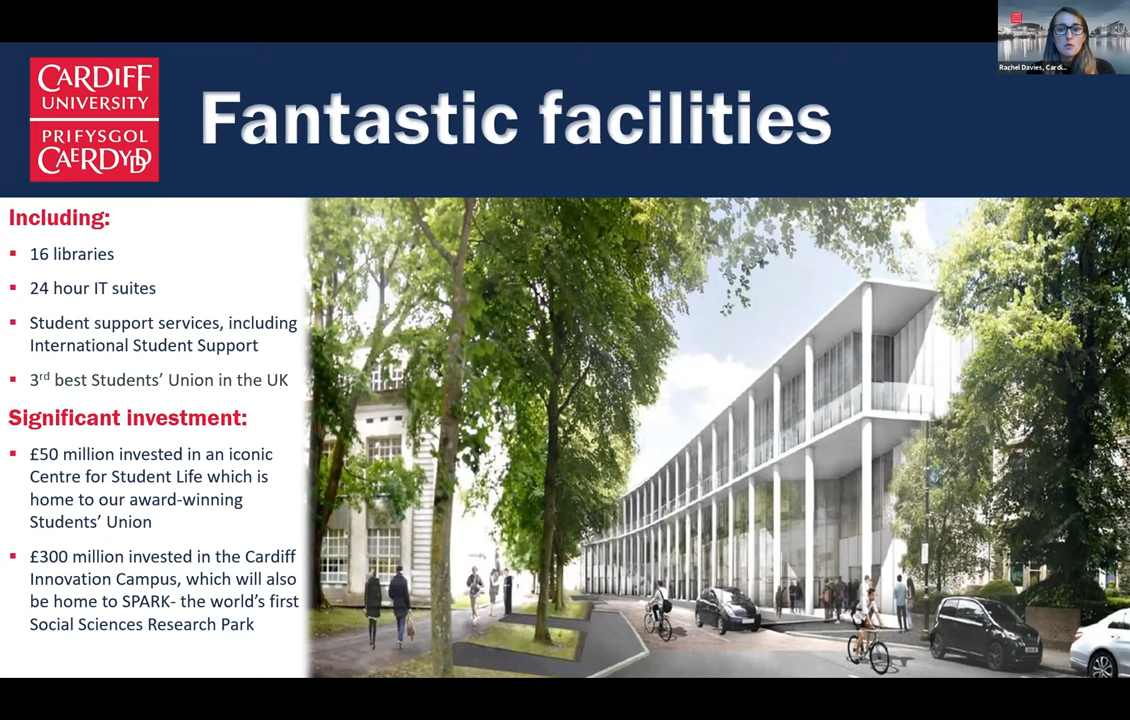 Rachel Davies, Cardi...
CARDIFF
UNIVERSITY
PRIFYSGOL
CAERDYDD
Fantastic facilities
Including:
16 libraries
24 hour IT suites
Student support services, including
International Student Support
3rd best Students’ Union in the UK
Significant investment:
£50 million invested in an iconic
Centre for Student Life which is
home to our award-winning
Students’ Union
£300 million invested in the Cardiff
Innovation Campus, which will also
be home to SPARK- the world’s first
Social Sciences Research Park